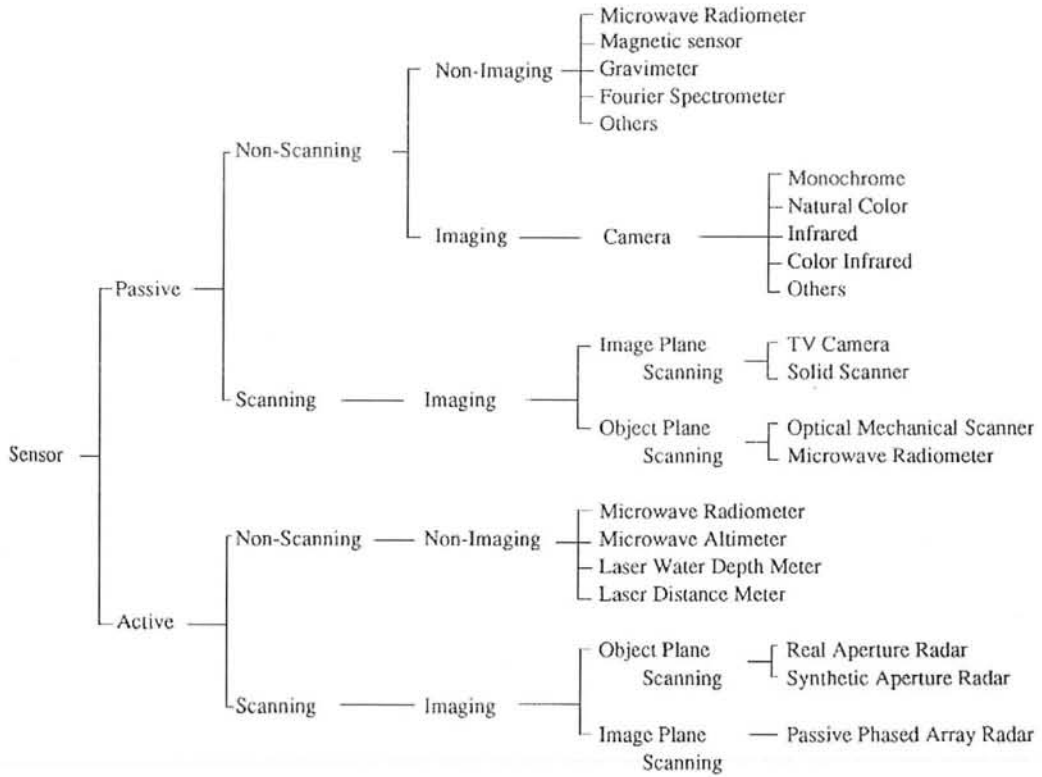 Microwave Radiometer
Magnetic sensor
Non-Imaging
Gravimeter
Fourier Spectrometer
Others
Non-Scanning
Monochrome
Natural Color
Imaging
Camera
Infrared
Color Infrared
Passive
Others
Image Plane
Scanning
TV Camera
Solid Scanner
Scanning
Imaging
Object Plane
Scanning
Optical Mechanical Scanner
Microwave Radiometer
Sensor
Microwave Radiometer
Non-Scanning
Non-Imaging
Microwave Altimeter
Laser Water Depth Meter
Laser Distance Meter
Active
Object Plane
Scanning
Real Aperture Radar
Synthetic Aperture Radar
Scanning
Imaging
Image Plane
Scanning
Passive Phased Array Radar